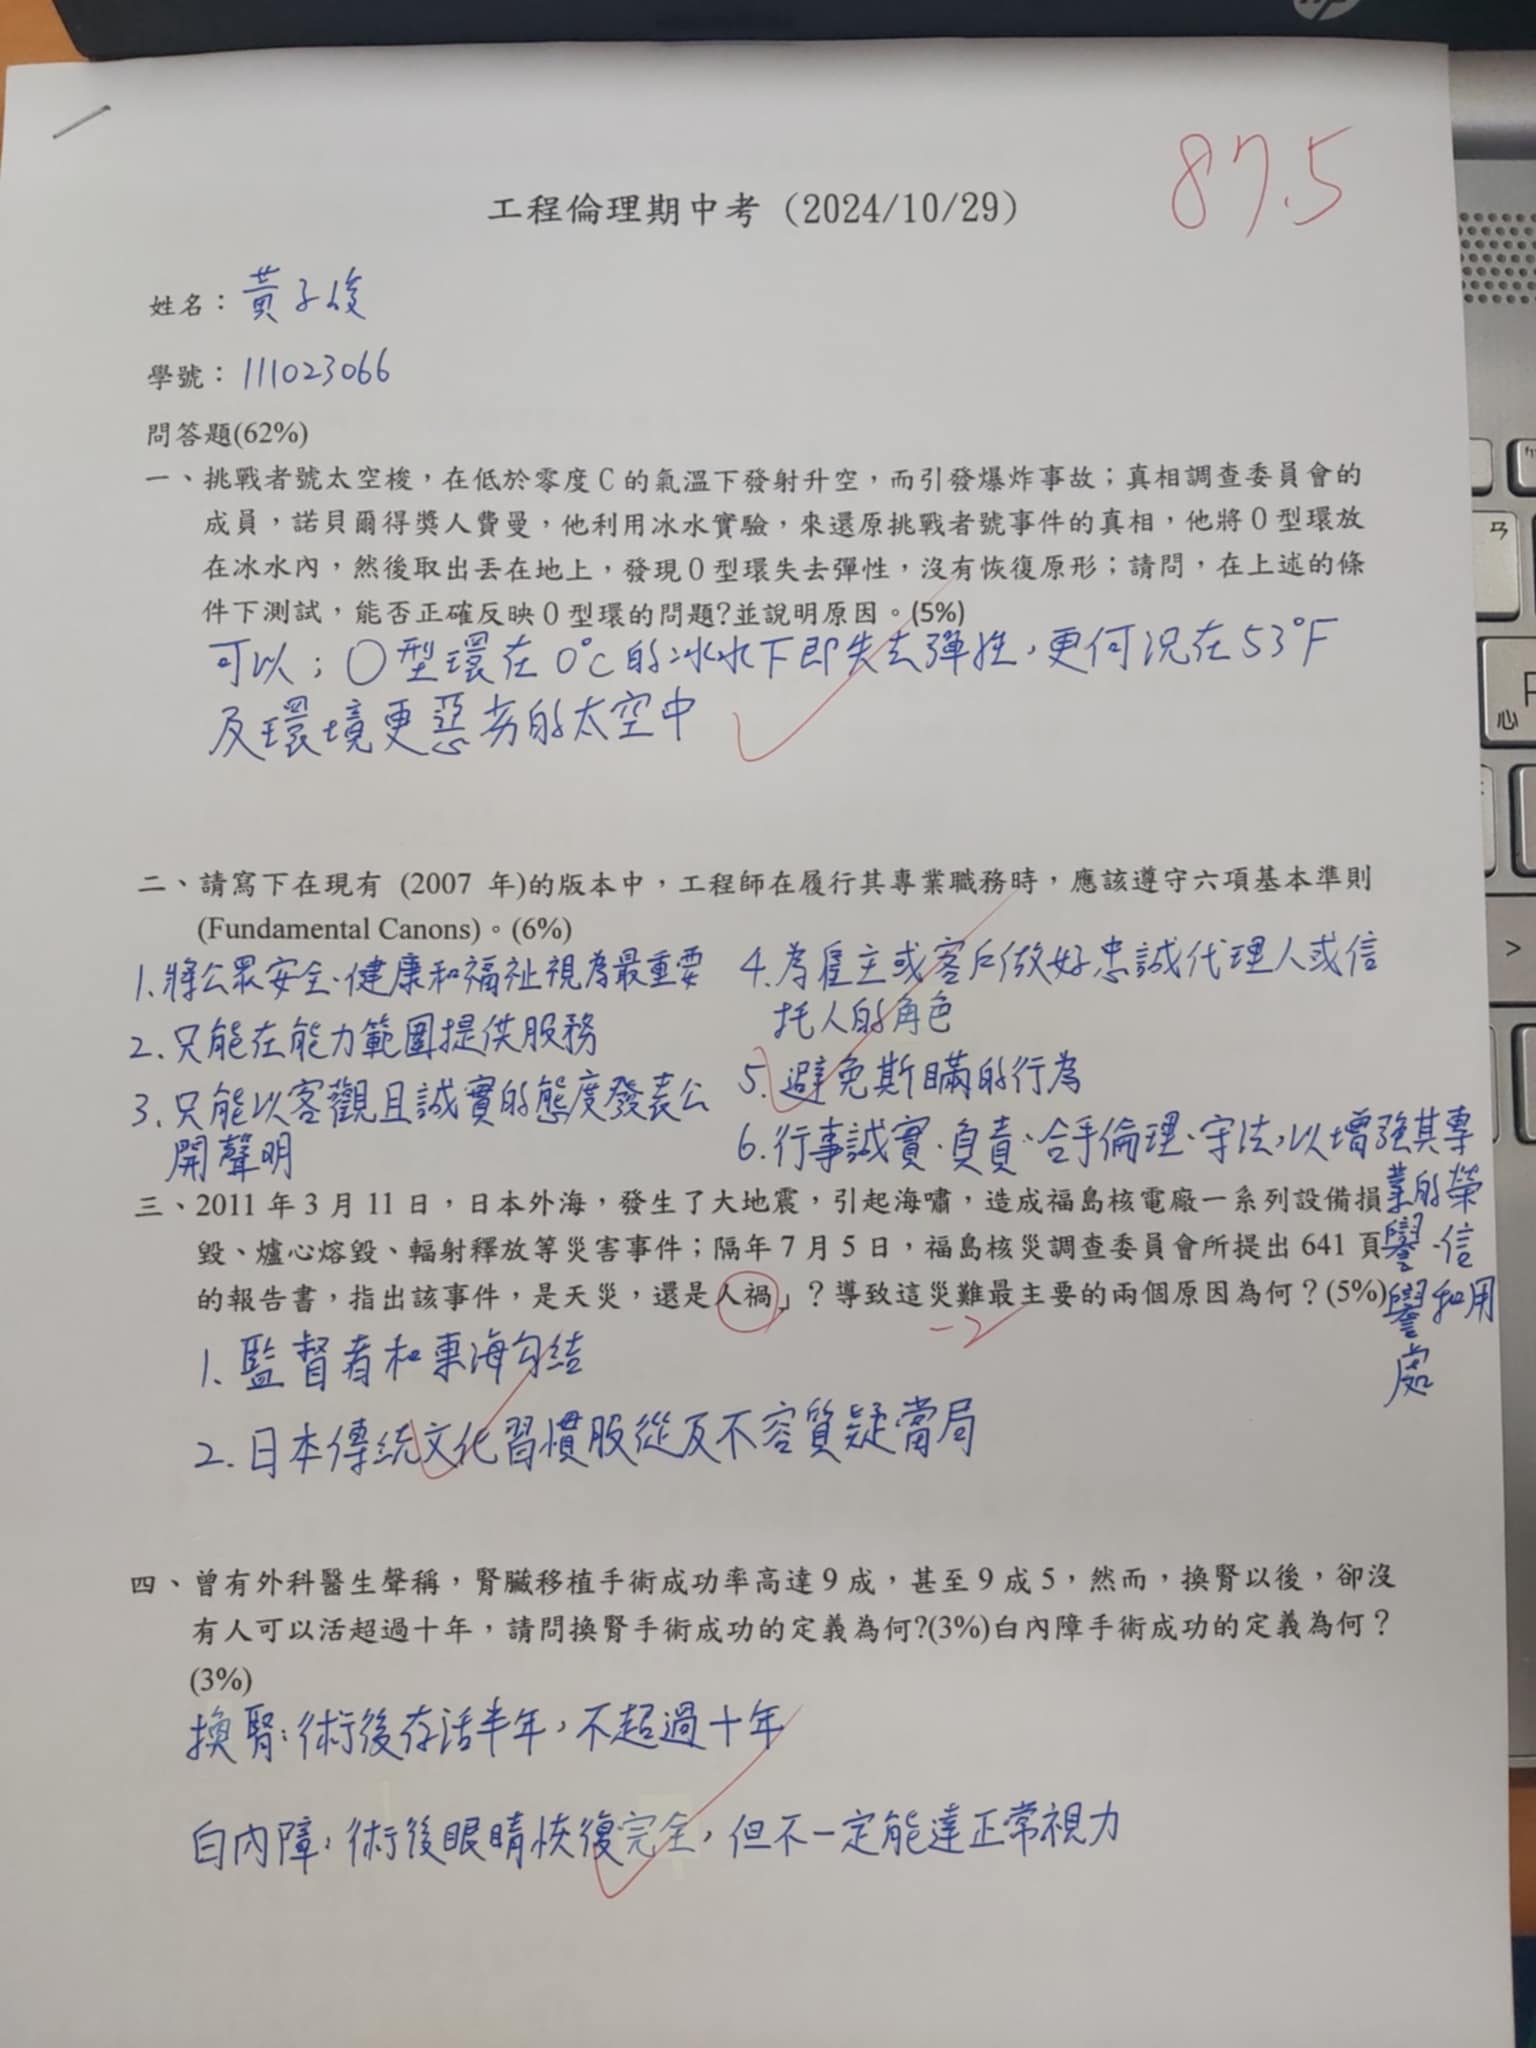 工程倫理期中考 (2024/10/29)
87.5
姓名：黃子俊
學號：111023066
問答題(62%)
一、挑戰者號太空梭，在低於零度 C 的氣溫下發射升空，而引發爆炸事故；真相調查委員會的
成員，諾貝爾得獎人費曼，他利用冰水實驗，來還原挑戰者號事件的真相，他將 O 型環放
在冰水內，然後取出丟在地上，發現 O 型環失去彈性，沒有恢復原形；請問，在上述的條
件下測試，能否正確反映 O 型環的問題?並說明原因。(5%)
可以；O型環在0°C的冰水下即失去彈性，更何況在53°F
及環境更惡劣的太空中
二、請寫下在現有 (2007 年)的版本中，工程師在履行其專業職務時，應該遵守六項基本準則
(Fundamental Canons)。(6%)
1.將公眾安全、健康和福祉視為最重要
2.只能在能力範圍提供服務
3.只能以客觀且誠實的態度發表公
開聲明
4.為雇主或客戶做好忠誠代理人或信
托人的角色
5.避免欺瞞的行為
6.行事誠實、負責、合乎倫理、守法，以增強其專
業的榮
譽、信
譽和用
處
三、2011 年 3 月 11 日，日本外海，發生了大地震，引起海嘯，造成福島核電廠一系列設備損
毀、爐心熔毀、輻射釋放等災害事件；隔年 7 月 5 日，福島核災調查委員會所提出 641 頁
的報告書，指出該事件，是天災，還是人禍」？導致這災難最主要的兩個原因為何？(5%)
-2
1.監督者和東海勾結
2.日本傳統文化習慣服從及不容質疑當局
四、曾有外科醫生聲稱，腎臟移植手術成功率高達 9 成，甚至 9 成 5，然而，換腎以後，卻沒
有人可以活超過十年，請問換腎手術成功的定義為何?(3%)白內障手術成功的定義為何？
(3%)
換腎：術後存活半年，不超過十年
白內障：術後眼睛恢復完全，但不一定能達正常視力